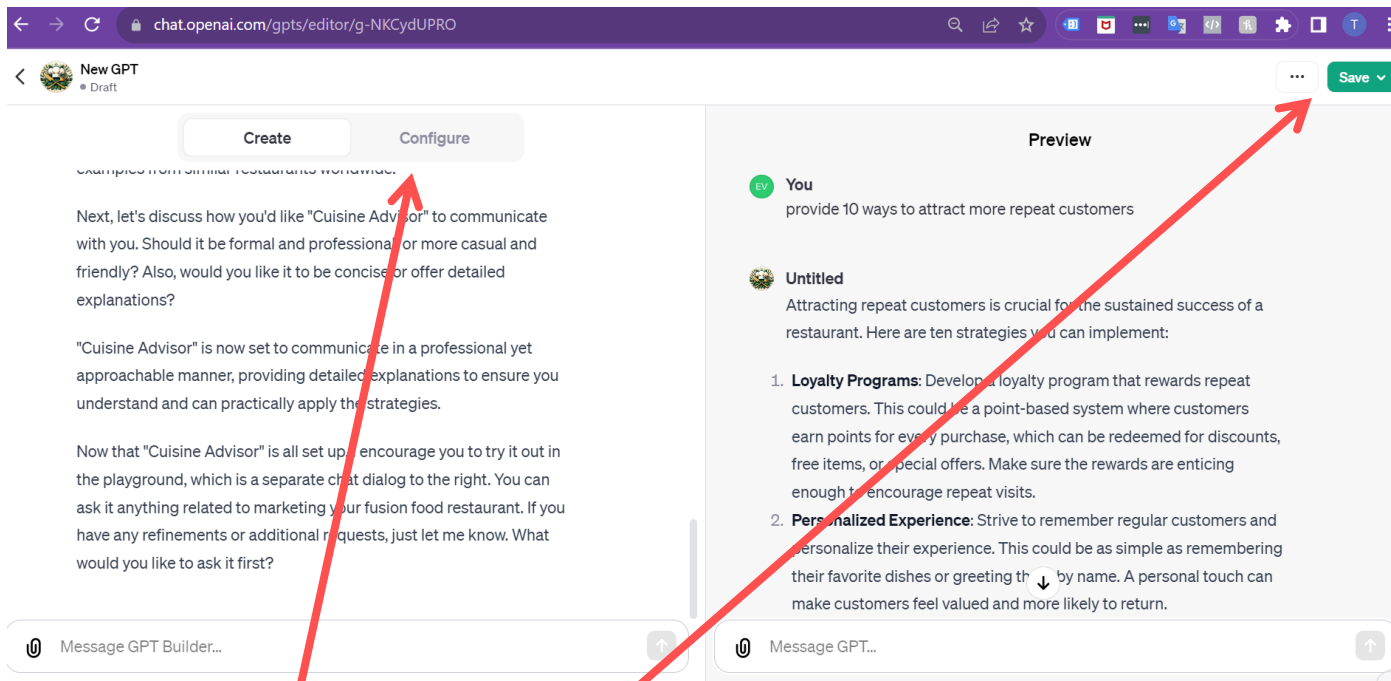 chat.openai.com/gpts/editor/g-NKCydUPRO
T
New GPT
Draft
Save
Create
Configure
examples from similar restaurants worldwide.
Next, let's discuss how you'd like "Cuisine Advisor" to communicate
with you. Should it be formal and professional or more casual and
friendly? Also, would you like it to be concise or offer detailed
explanations?
"Cuisine Advisor" is now set to communicate in a professional yet
approachable manner, providing detailed explanations to ensure you
understand and can practically apply the strategies.
Now that "Cuisine Advisor" is all set up, I encourage you to try it out in
the playground, which is a separate chat dialog to the right. You can
ask it anything related to marketing your fusion food restaurant. If you
have any refinements or additional requests, just let me know. What
would you like to ask it first?
Message GPT Builder...
Preview
EV
You
provide 10 ways to attract more repeat customers
Untitled
Attracting repeat customers is crucial for the sustained success of a
restaurant. Here are ten strategies you can implement:
1. Loyalty Programs: Develop a loyalty program that rewards repeat
customers. This could be a point-based system where customers
earn points for every purchase, which can be redeemed for discounts,
free items, or special offers. Make sure the rewards are enticing
enough to encourage repeat visits.
2. Personalized Experience: Strive to remember regular customers and
personalize their experience. This could be as simple as remembering
their favorite dishes or greeting them by name. A personal touch can
make customers feel valued and more likely to return.
Message GPT...